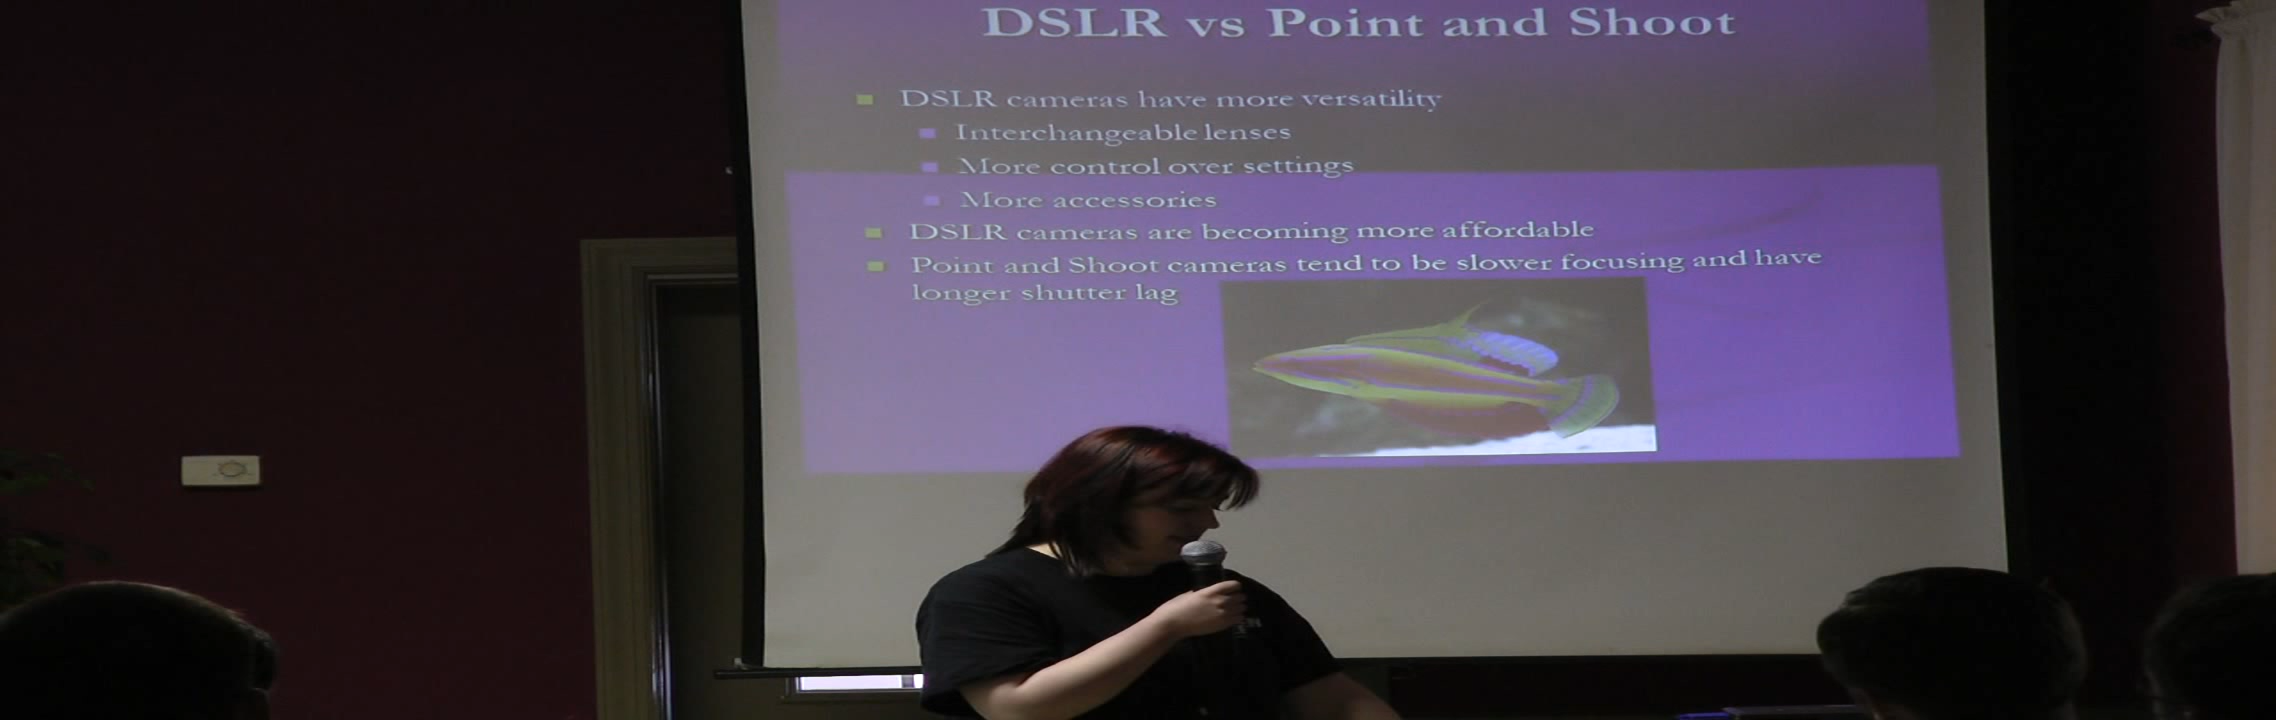 DSLR vs Point and Shoot
DSLR cameras have more versatility
Interchangeable lenses
More control over settings
More accessories
DSLR cameras are becoming more affordable
Point and Shoot cameras tend to be slower focusing and have
longer shutter lag